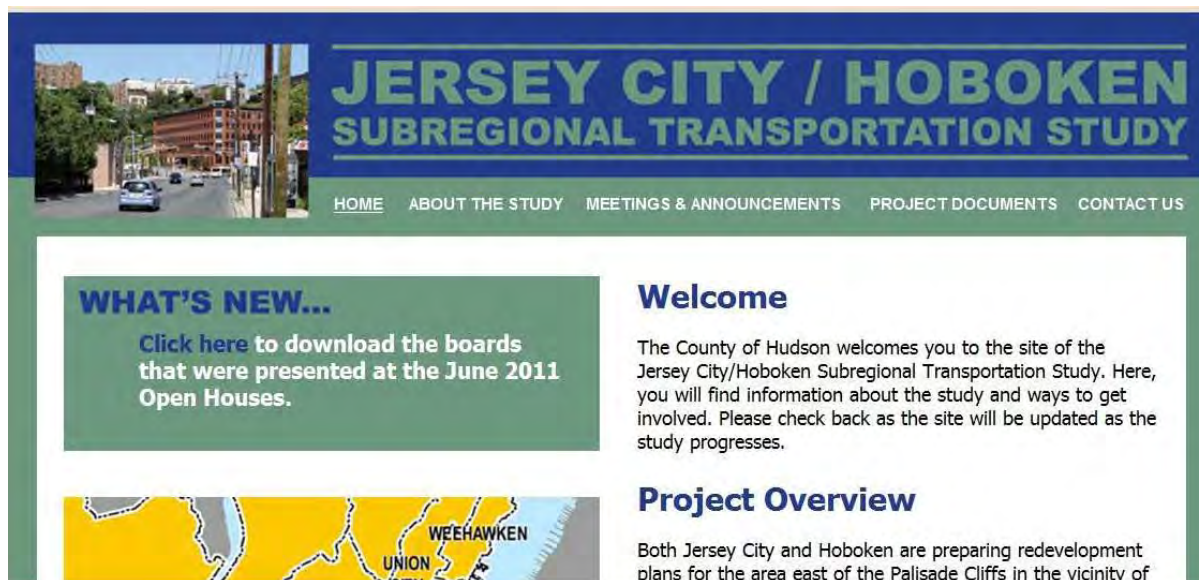 JERSEY CITY / HOBOKEN
SUBREGIONAL TRANSPORTATION STUDY
HOME ABOUT THE STUDY MEETINGS & ANNOUNCEMENTS PROJECT DOCUMENTS CONTACT US
WHAT'S NEW...
Click here to download the boards
that were presented at the June 2011
Open Houses.
WEEHAWKEN
UNION
Welcome
The County of Hudson welcomes you to the site of the
Jersey City/Hoboken Subregional Transportation Study. Here,
you will find information about the study and ways to get
involved. Please check back as the site will be updated as the
study progresses.
Project Overview
Both Jersey City and Hoboken are preparing redevelopment
plans for the area east of the Palisade Cliffs in the vicinity of